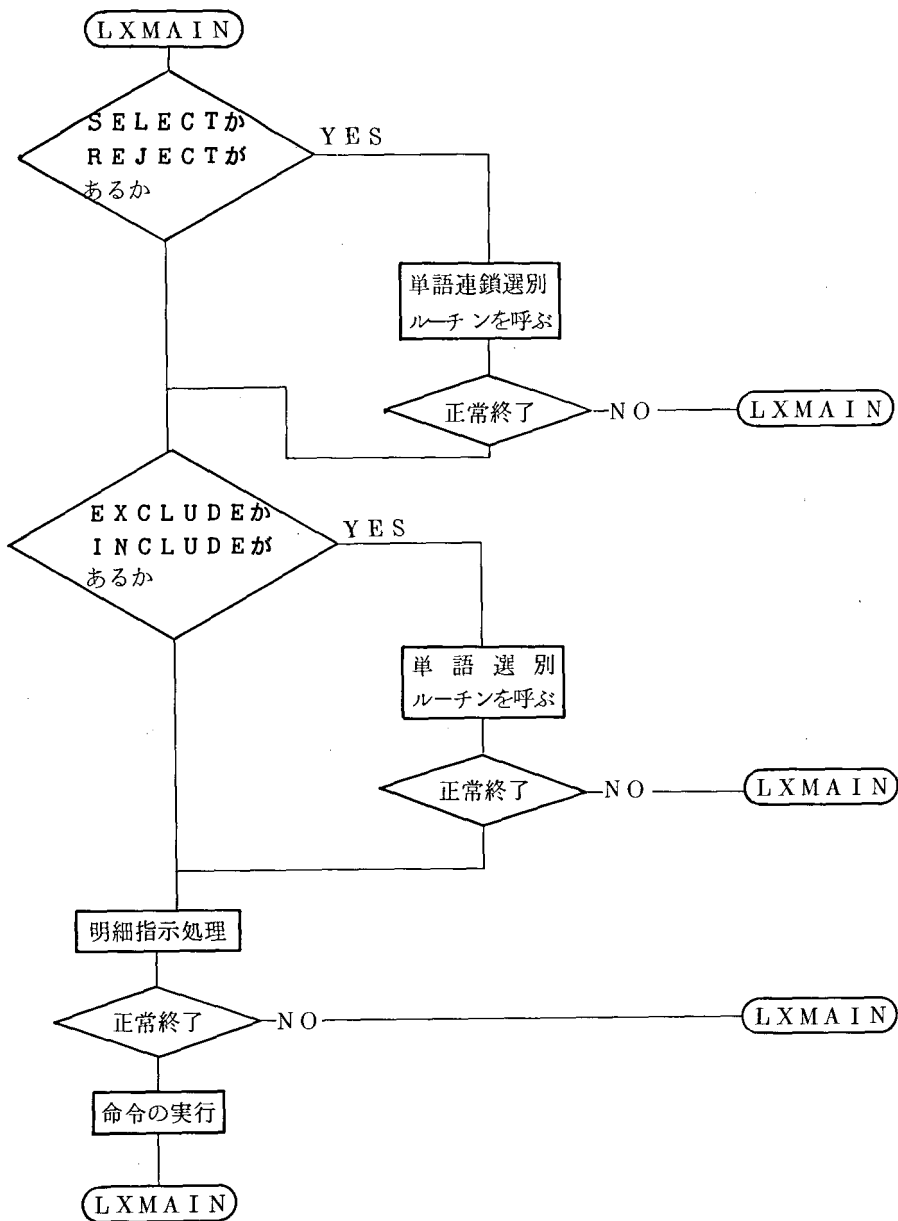 LXMAIN
SELECTか
REJECTが
あるか
YES
単語連鎖選別
ルーチンを呼ぶ
正常終了
NO
LXMAIN
EXCLUDEか
INCLUDEが
あるか
YES
単語選別
ルーチンを呼ぶ
正常終了
NO
LXMAIN
明細指示処理
正常終了
NO
LXMAIN
命令の実行
LXMAIN